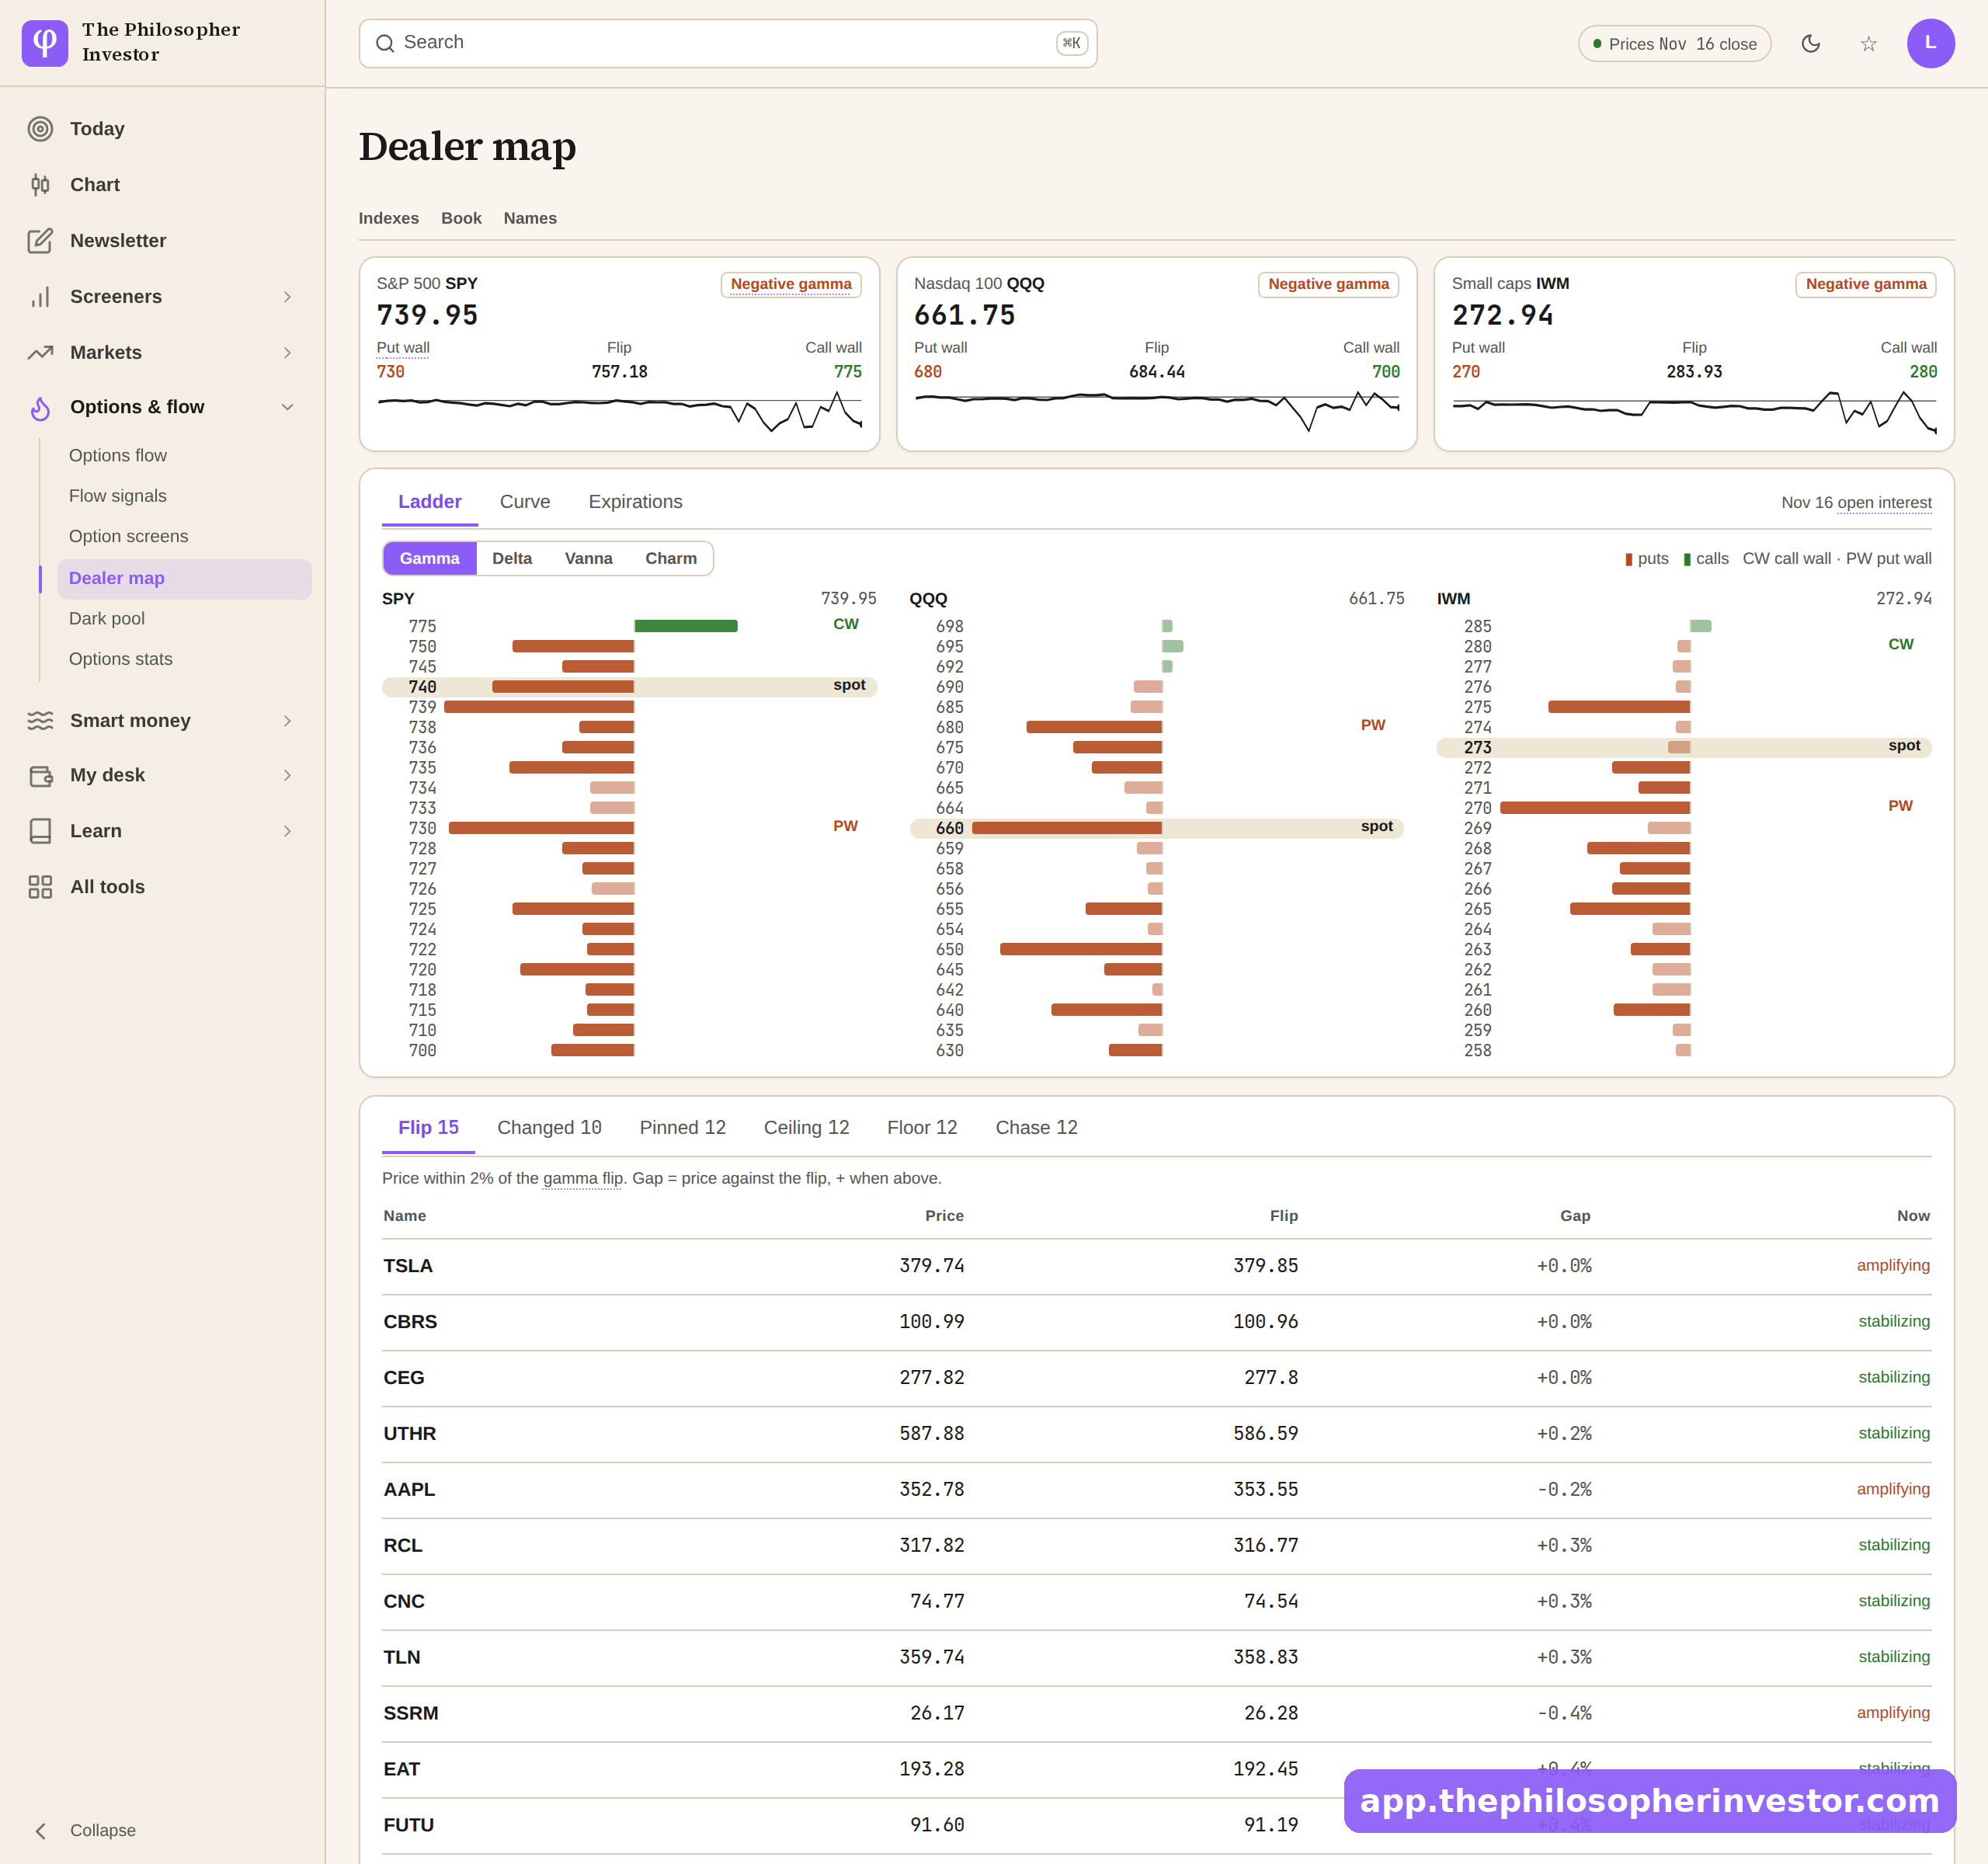 The Philosopher
Investor
Search
⌘K
Prices Nov 16 close
L
Today
Chart
Newsletter
Screeners
Markets
Options & flow
Options flow
Flow signals
Option screens
Dealer map
Dark pool
Options stats
Smart money
My desk
Learn
All tools
Collapse
Dealer map
Indexes Book Names
S&P 500 SPY Negative gamma
739.95
Put wall Flip Call wall
730 757.18 775
Nasdaq 100 QQQ Negative gamma
661.75
Put wall Flip Call wall
680 684.44 700
Small caps IWM Negative gamma
272.94
Put wall Flip Call wall
270 283.93 280
Ladder Curve Expirations Nov 16 open interest
Gamma Delta Vanna Charm puts calls CW call wall · PW put wall
SPY 739.95
775 CW
750
745
740 spot
739
738
736
735
734
733
730 PW
728
727
726
725
724
722
720
718
715
710
700
QQQ 661.75
698
695
692
690
685
680 PW
675
670
665
664
660 spot
659
658
656
655
654
650
645
642
640
635
630
IWM 272.94
285
280 CW
277
276
275
274
273 spot
272
271
270 PW
269
268
267
266
265
264
263
262
261
260
259
258
Flip 15 Changed 10 Pinned 12 Ceiling 12 Floor 12 Chase 12
Price within 2% of the gamma flip. Gap = price against the flip, + when above.
Name Price Flip Gap Now
TSLA 379.74 379.85 +0.0% amplifying
CBRS 100.99 100.96 +0.0% stabilizing
CEG 277.82 277.8 +0.0% stabilizing
UTHR 587.88 586.59 +0.2% stabilizing
AAPL 352.78 353.55 -0.2% amplifying
RCL 317.82 316.77 +0.3% stabilizing
CNC 74.77 74.54 +0.3% stabilizing
TLN 359.74 358.83 +0.3% stabilizing
SSRM 26.17 26.28 -0.4% amplifying
EAT 193.28 192.45 +0.4% stabilizing
FUTU 91.60 91.19 +0.4% stabilizing
app.thephilosopherinvestor.com